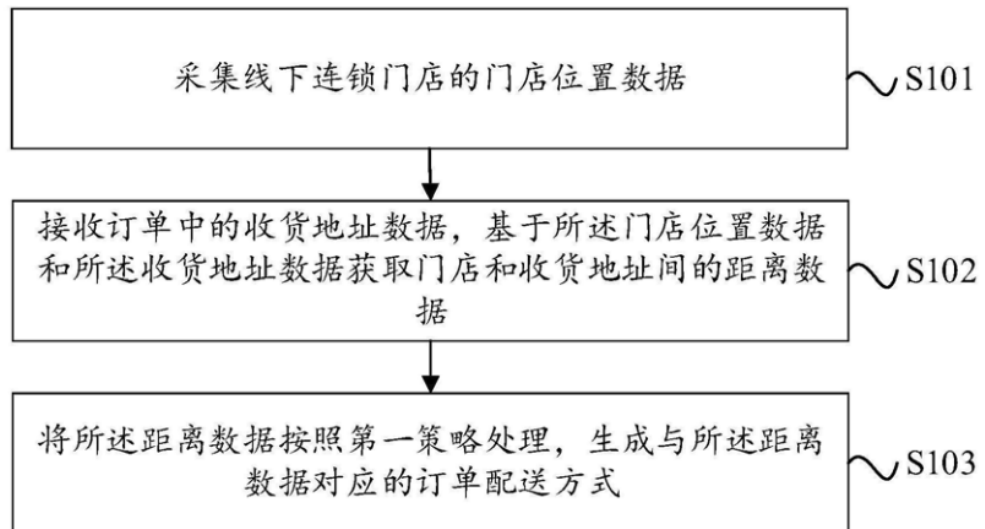 采集线下连锁门店的门店位置数据
S101
接收订单中的收货地址数据，基于所述门店位置数据
和所述收货地址数据获取门店和收货地址间的距离数
据
S102
将所述距离数据按照第一策略处理，生成与所述距离
数据对应的订单配送方式
S103